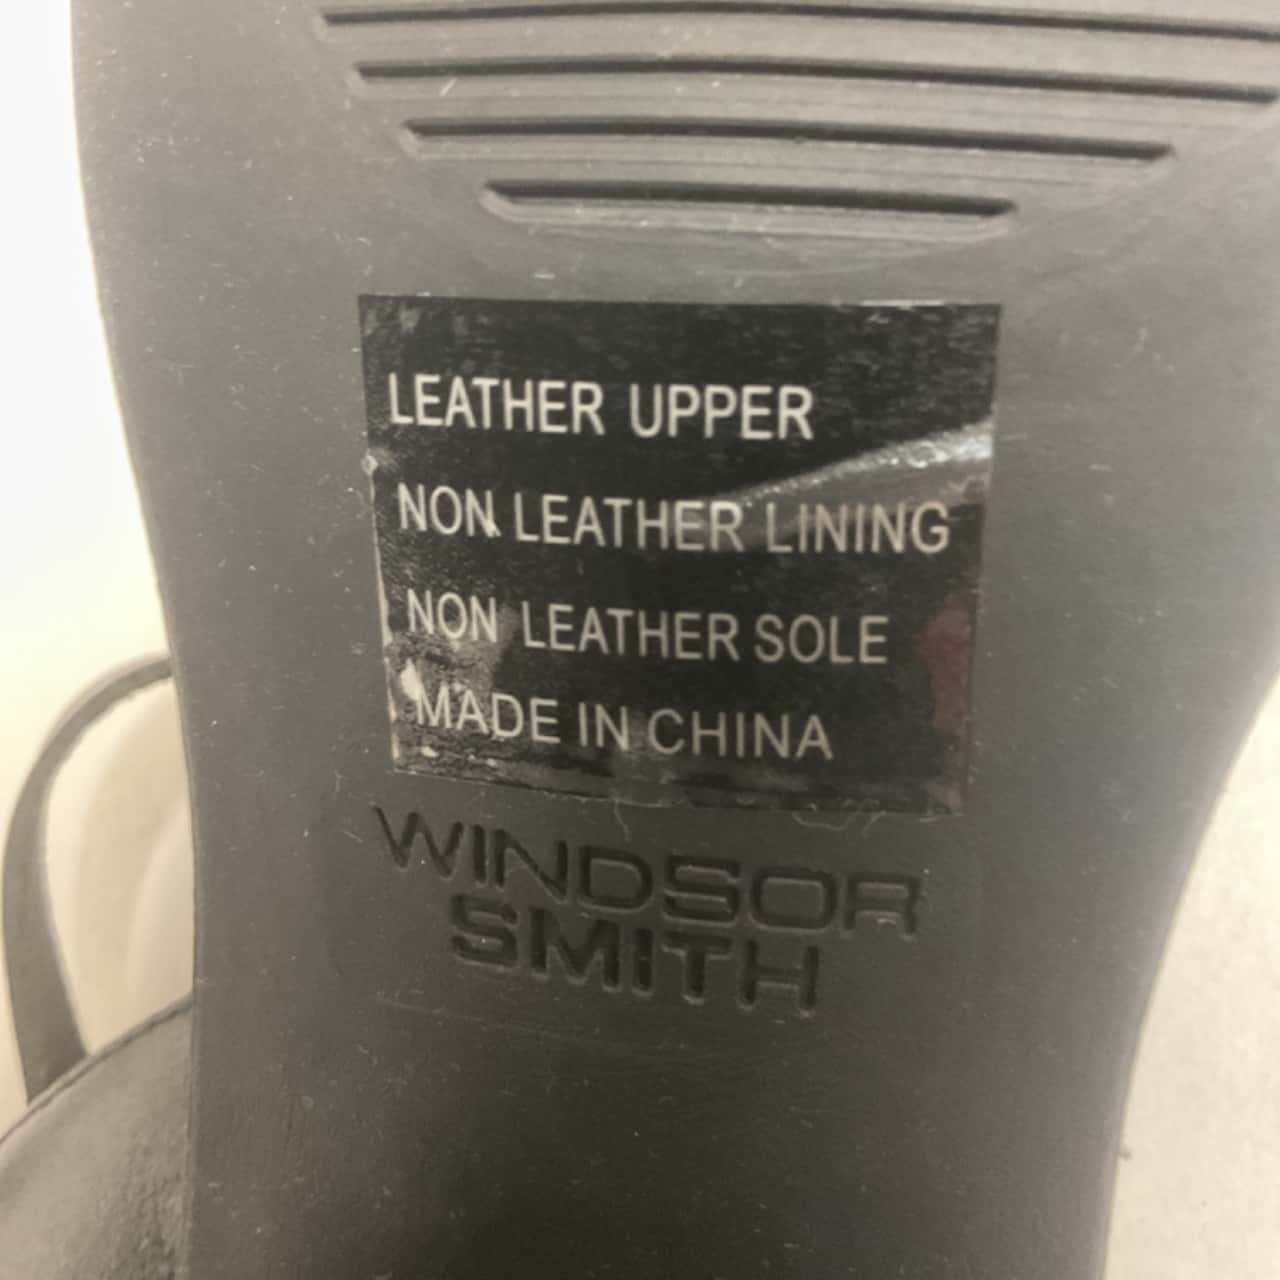 LEATHER UPPER
NON LEATHER LINING
NON LEATHER SOLE
MADE IN CHINA
WINDSOR
SMITH